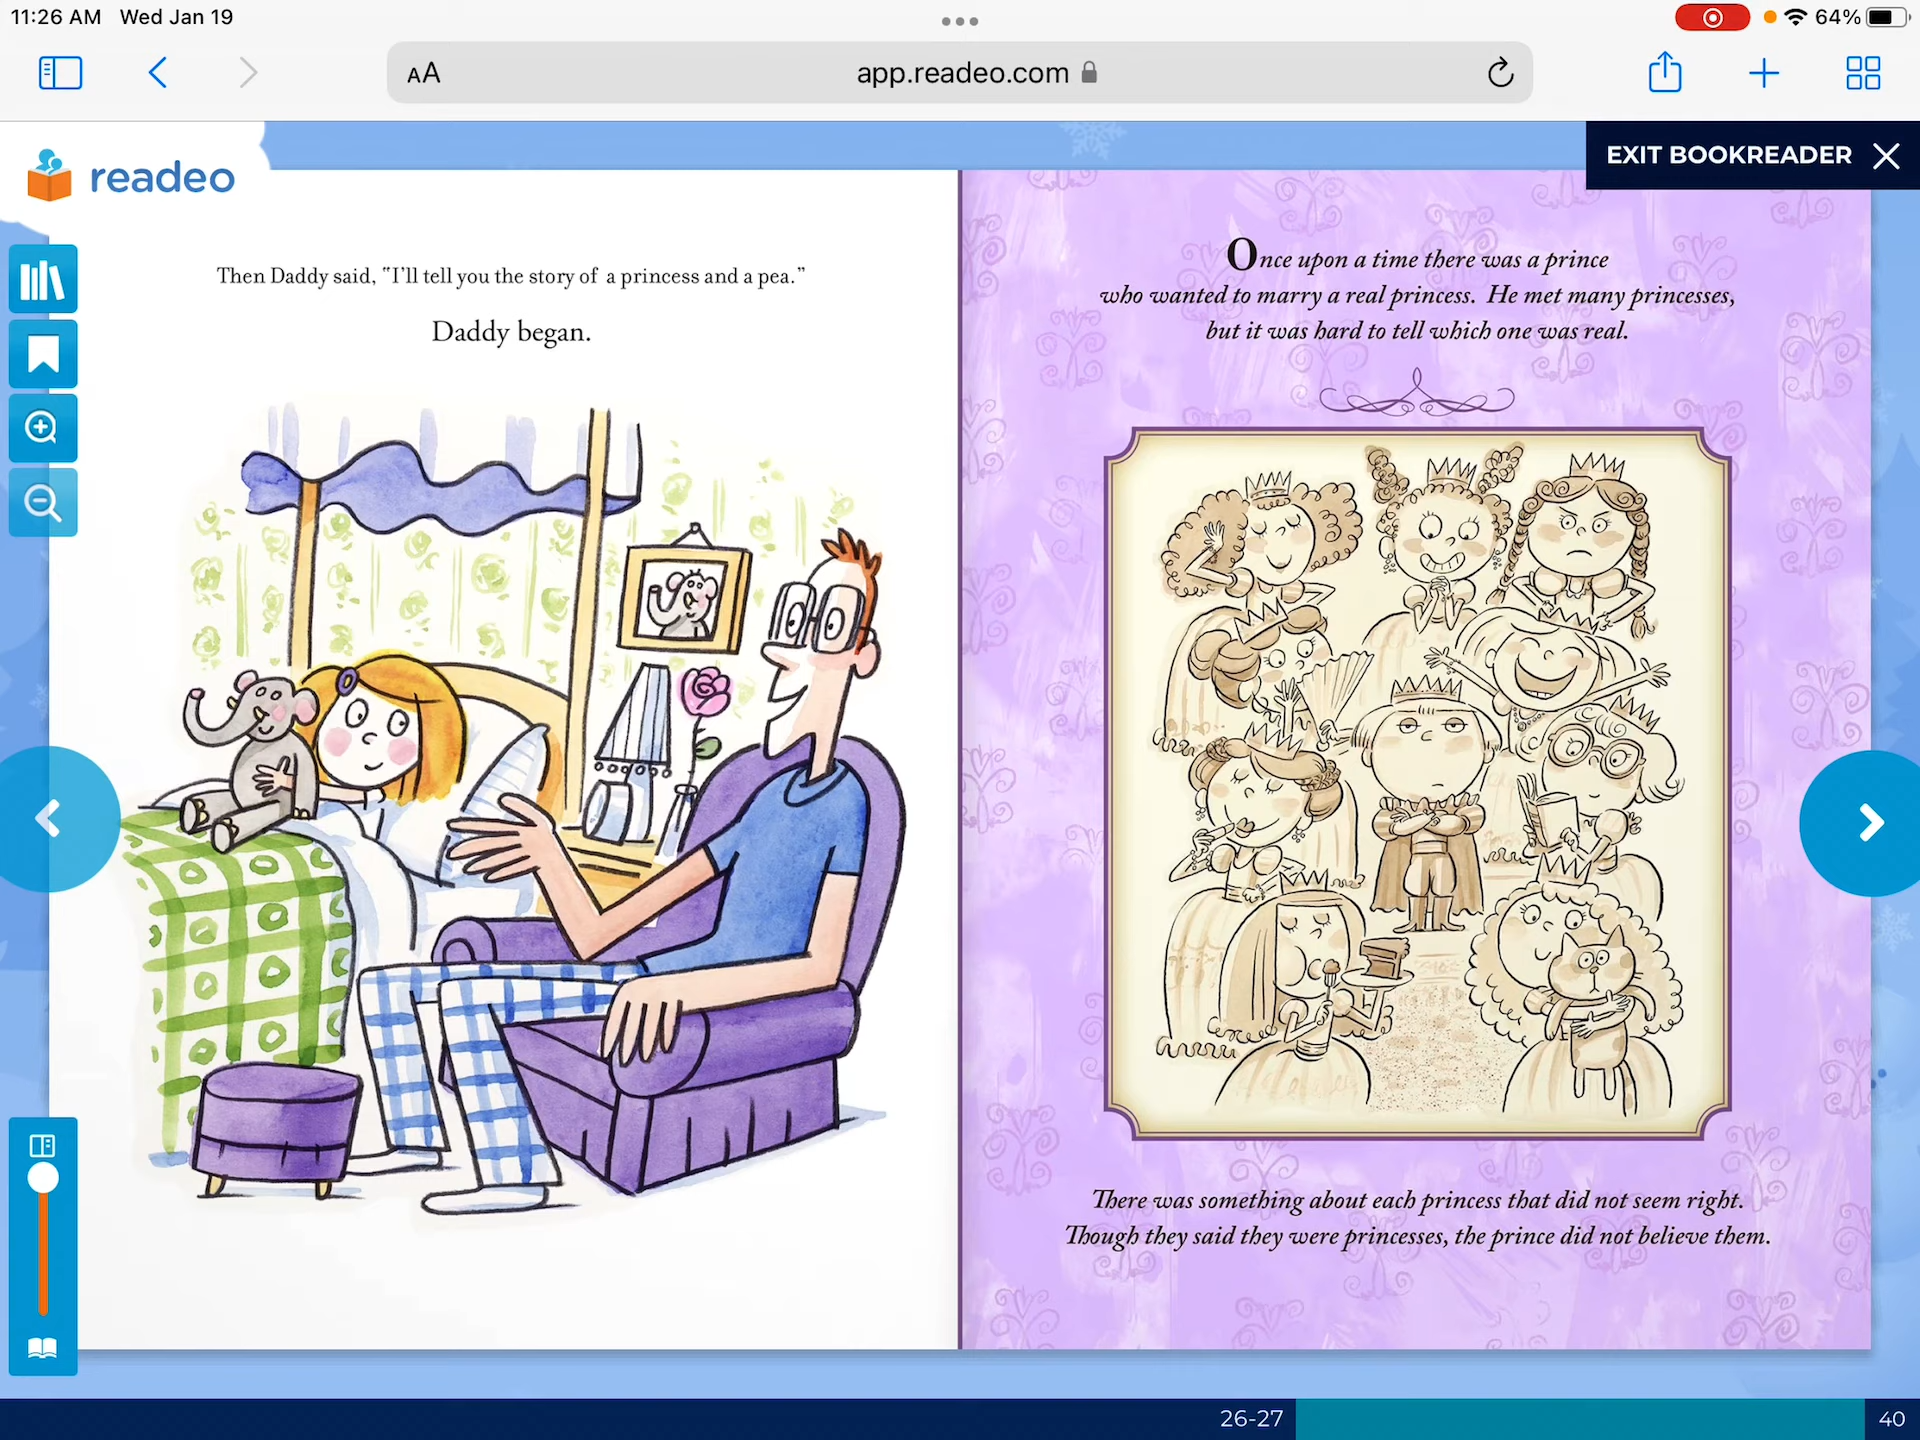 11:26 AM Wed Jan 19
64%
AA
app.readeo.com
readeo
EXIT BOOKREADER
Then Daddy said, “I’ll tell you the story of a princess and a pea.”
Daddy began.
Once upon a time there was a prince
who wanted to marry a real princess. He met many princesses,
but it was hard to tell which one was real.
There was something about each princess that did not seem right.
Though they said they were princesses, the prince did not believe them.
26-27
40